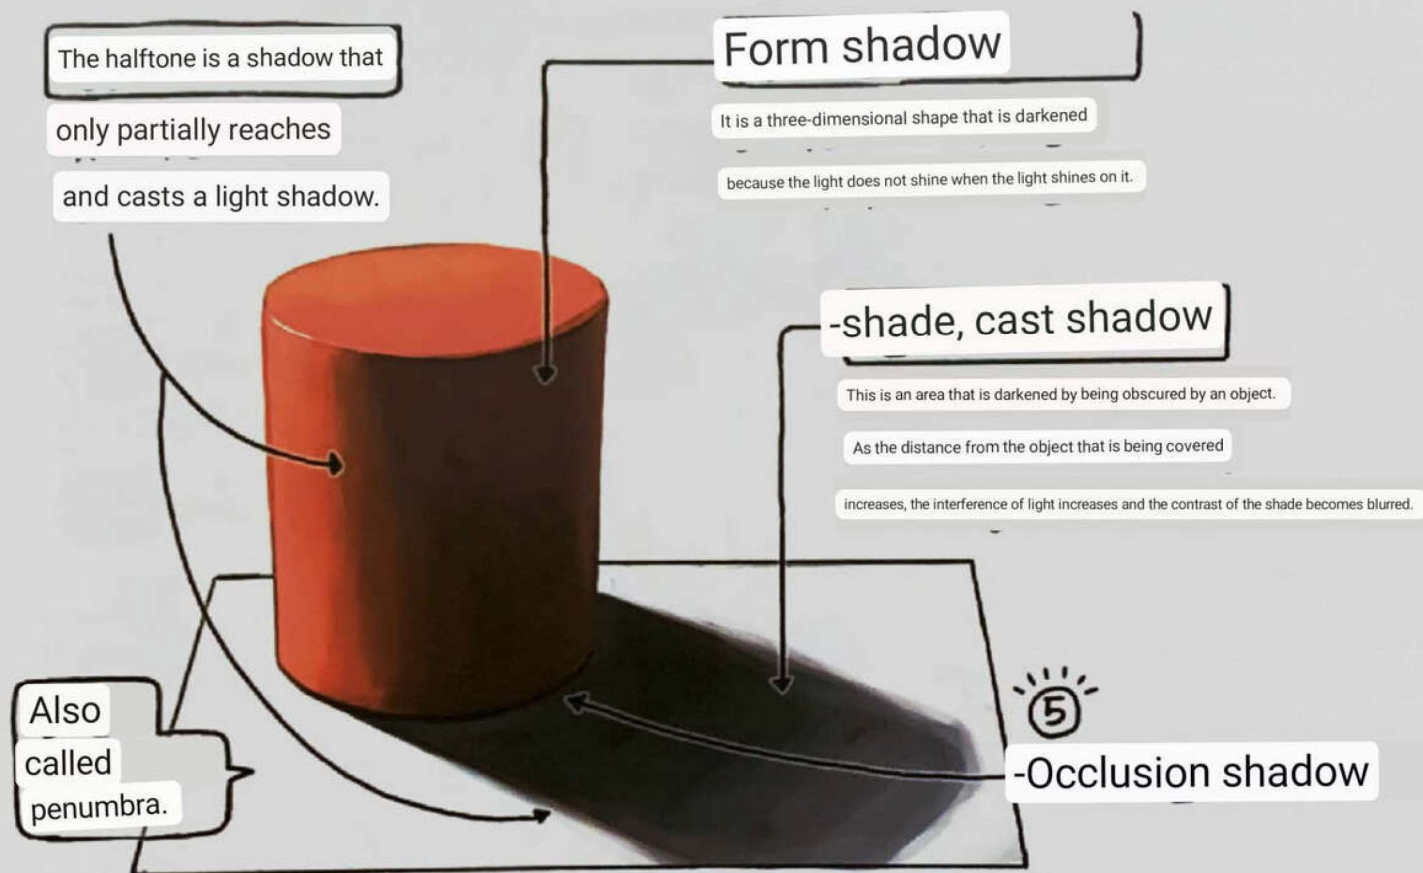 The halftone is a shadow that
only partially reaches
and casts a light shadow.
Form shadow
It is a three-dimensional shape that is darkened
because the light does not shine when the light shines on it.
-shade, cast shadow
This is an area that is darkened by being obscured by an object.
As the distance from the object that is being covered
increases, the interference of light increases and the contrast of the shade becomes blurred.
5
-Occlusion shadow
Also
called
penumbra.